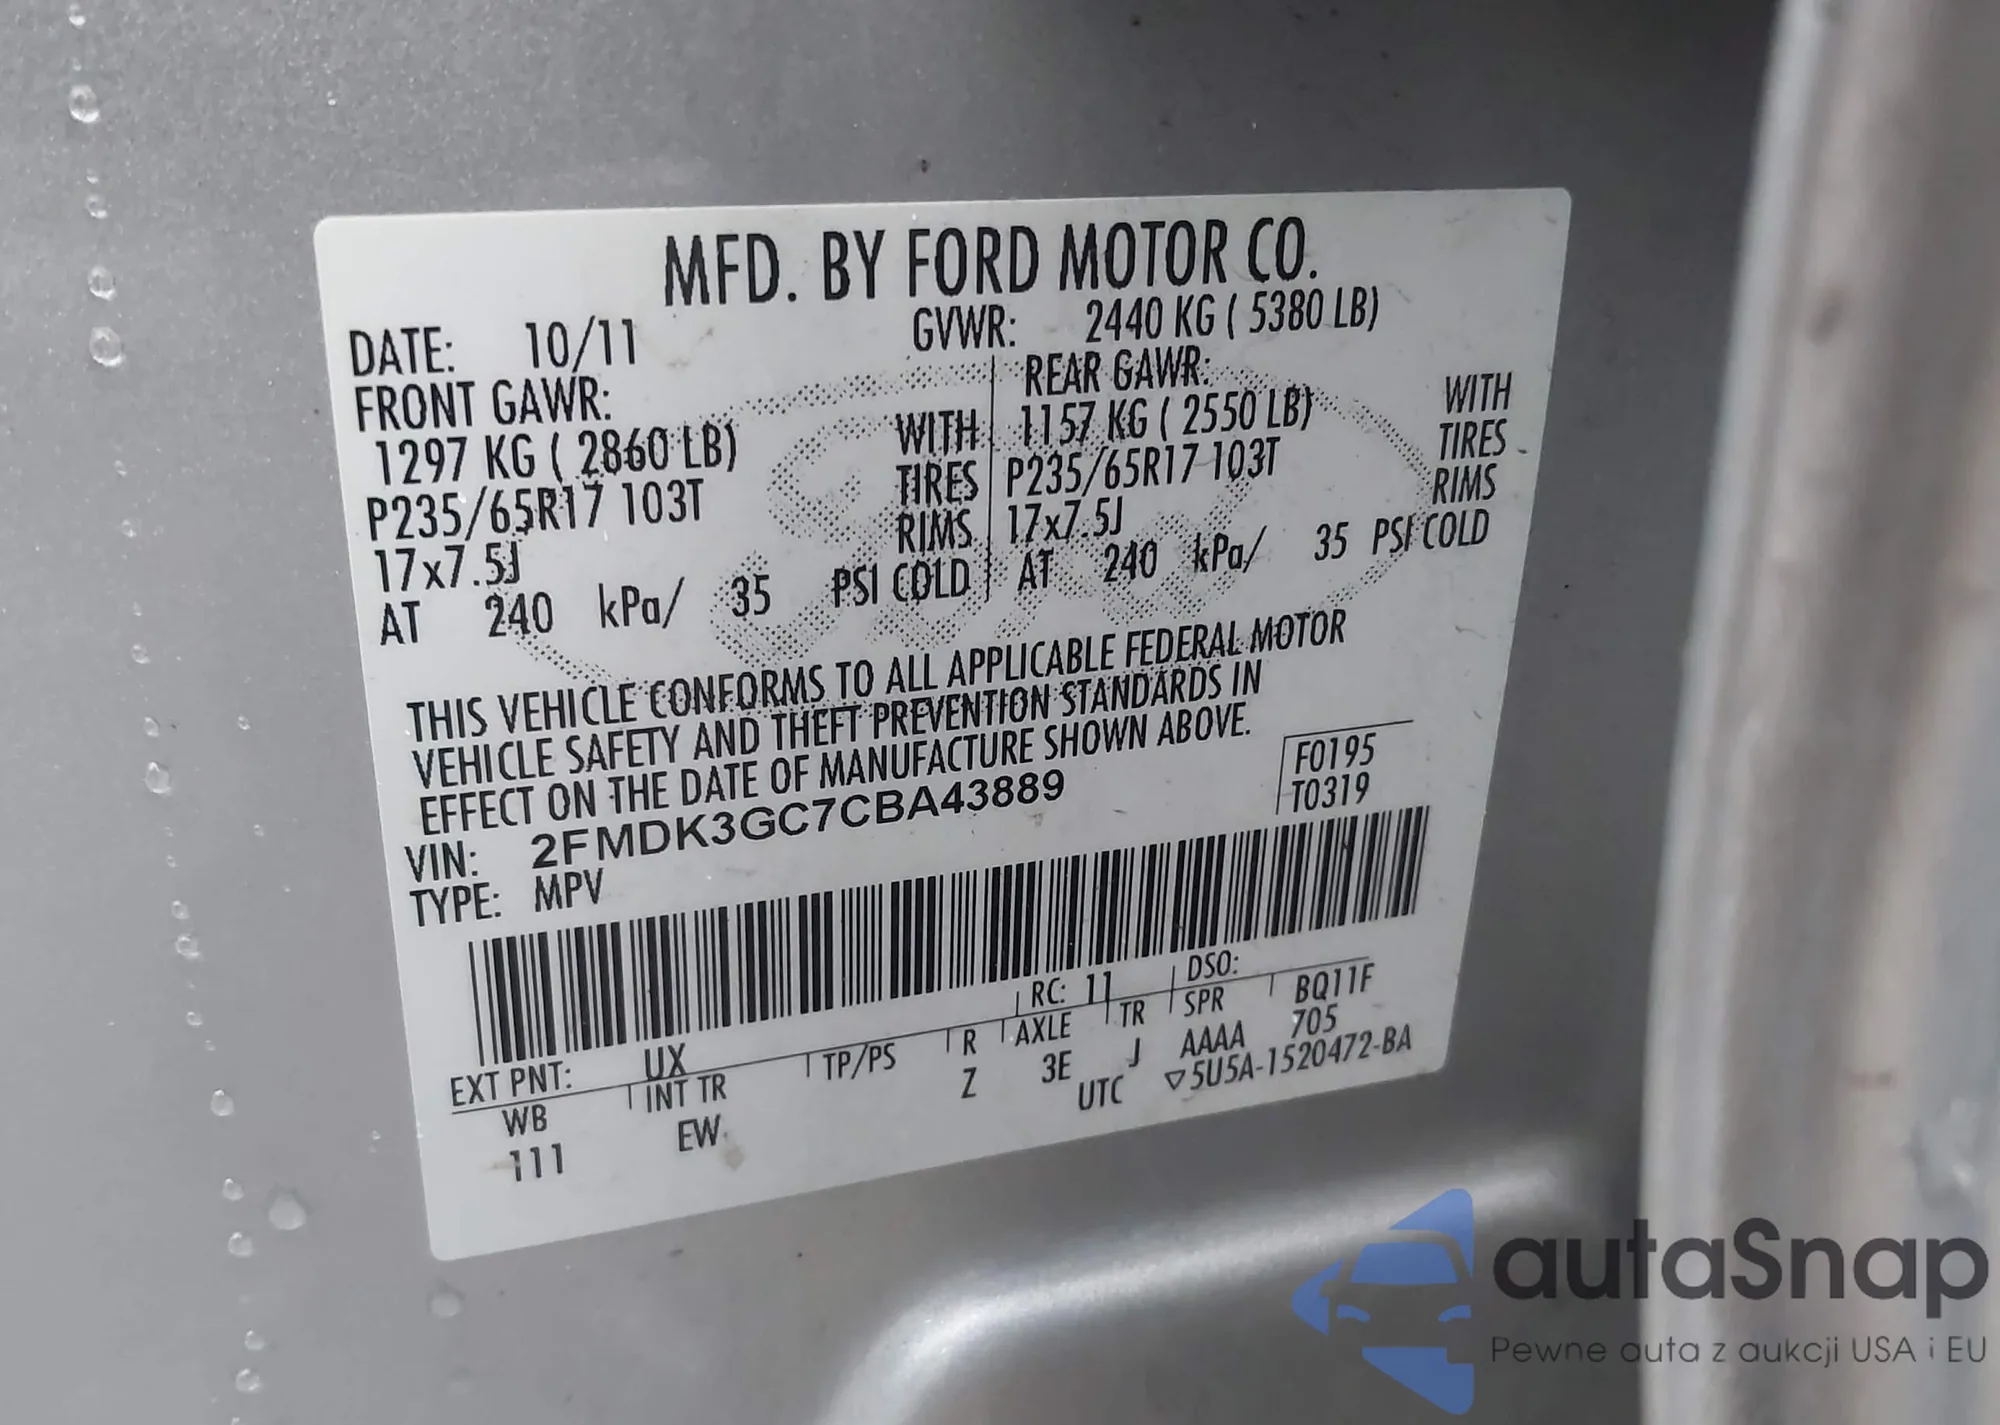 MFD. BY FORD MOTOR CO.
DATE: 10/11 GVWR: 2440 KG ( 5380 LB)
FRONT GAWR: REAR GAWR:
1297 KG ( 2860 LB) WITH 1157 KG ( 2550 LB) WITH
P235/65R17 103T TIRES P235/65R17 103T TIRES
17x7.5J RIMS 17x7.5J RIMS
AT 240 kPa/ 35 PSI COLD AT 240 kPa/ 35 PSI COLD
THIS VEHICLE CONFORMS TO ALL APPLICABLE FEDERAL MOTOR
VEHICLE SAFETY AND THEFT PREVENTION STANDARDS IN
EFFECT ON THE DATE OF MANUFACTURE SHOWN ABOVE.
VIN: 2FMDK3GC7CBA43889 F0195
TYPE: MPV T0319
EXT PNT: UX RC: 11 DSO:
WB INT TR TP/PS R AXLE TR SPR BQ11F
111 EW Z 3E J AAAA 705
UTC ▽5U5A-1520472-BA
autaSnap
Pewne auta z aukcji USA i EU